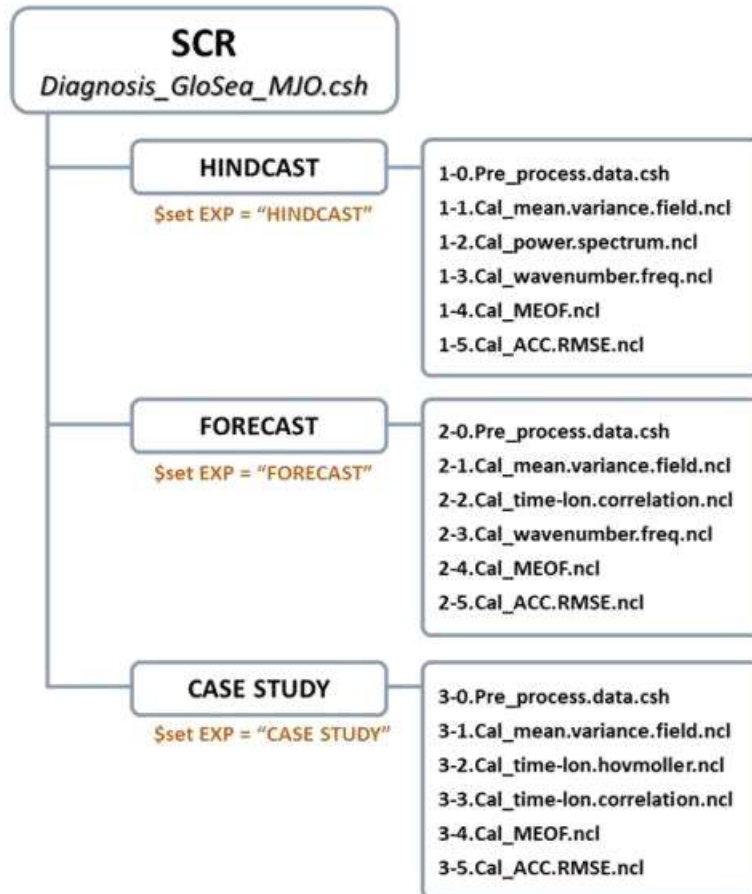 SCR
Diagnosis_GloSea_MJO.csh
HINDCAST
$set EXP = “HINDCAST”
1-0.Pre_process.data.csh
1-1.Cal_mean.variance.field.ncl
1-2.Cal_power.spectrum.ncl
1-3.Cal_wavenumber.freq.ncl
1-4.Cal_MEOF.ncl
1-5.Cal_ACC.RMSE.ncl
FORECAST
$set EXP = “FORECAST”
2-0.Pre_process.data.csh
2-1.Cal_mean.variance.field.ncl
2-2.Cal_time-lon.correlation.ncl
2-3.Cal_wavenumber.freq.ncl
2-4.Cal_MEOF.ncl
2-5.Cal_ACC.RMSE.ncl
CASE STUDY
$set EXP = “CASE STUDY”
3-0.Pre_process.data.csh
3-1.Cal_mean.variance.field.ncl
3-2.Cal_time-lon.hovmoller.ncl
3-3.Cal_time-lon.correlation.ncl
3-4.Cal_MEOF.ncl
3-5.Cal_ACC.RMSE.ncl